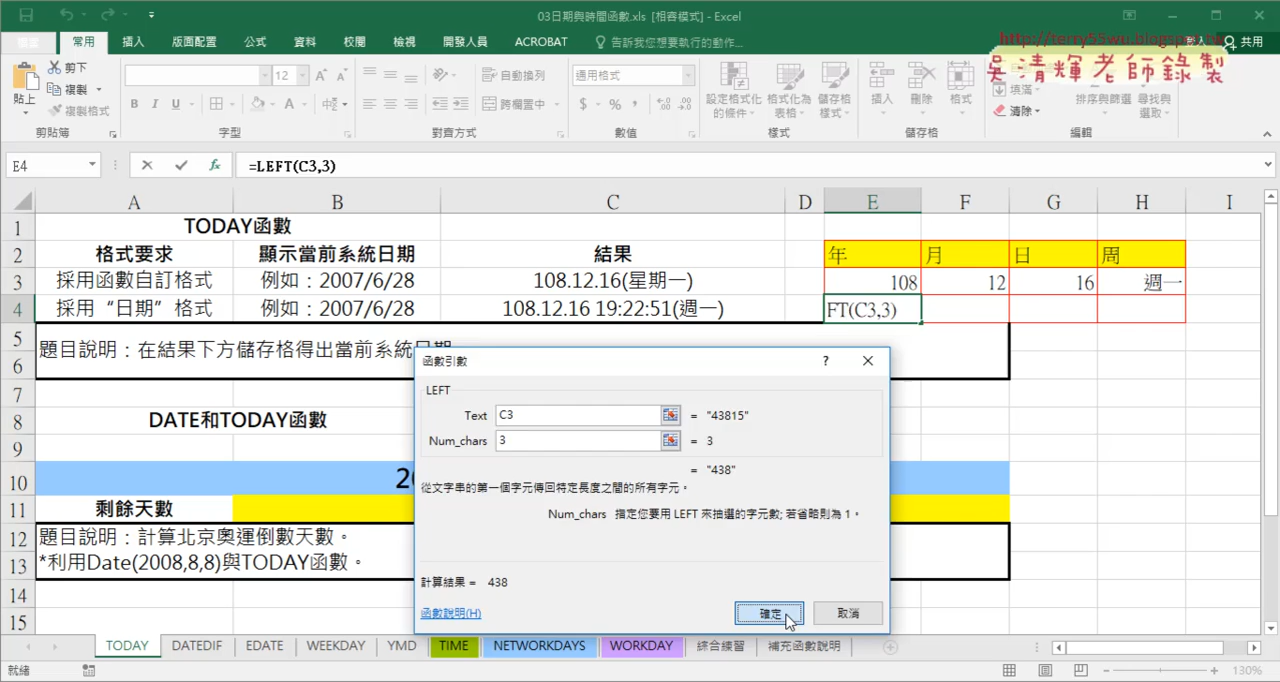 03日期與時間函數.xls [相容模式] - Excel
常用 插入 版面配置 公式 資料 校閱 檢視 開發人員 ACROBAT 告訴我您想要執行的動作... 共用
http://terry55wu.blogspot.tw
吳清輝老師錄製
貼上 剪下 複製 複製格式
12
自動換列 跨欄置中
通用格式
設定格式化的條件 格式化為表格 儲存格樣式
插入 刪除 格式
填滿 清除 排序與篩選 尋找與選取
剪貼簿 字型 對齊方式 數值 樣式 儲存格 編輯
E4 =LEFT(C3,3)
A B C D E F G H I
1 TODAY函數
2 格式要求 顯示當前系統日期 結果 年 月 日 周
3 採用函數自訂格式 例如：2007/6/28 108.12.16(星期一) 108 12 16 週一
4 採用“日期”格式 例如：2007/6/28 108.12.16 19:22:51(週一) FT(C3,3)
5
題目說明：在結果下方儲存格得出當前系統日期
6
7
8 DATE和TODAY函數
9
10 20
11 剩餘天數
12 題目說明：計算北京奧運倒數天數。
13 *利用Date(2008,8,8)與TODAY函數。
14
15
函數引數 ?
LEFT
Text C3 = "43815"
Num_chars 3 = 3
= "438"
從文字串的第一個字元傳回特定長度之間的所有字元。
Num_chars 指定您要用 LEFT 來抽選的字元數; 若省略則為 1。
計算結果 = 438
函數說明(H) 確定 取消
TODAY DATEDIF EDATE WEEKDAY YMD TIME NETWORKDAYS WORKDAY 綜合練習 補充函數說明
就緒 130%